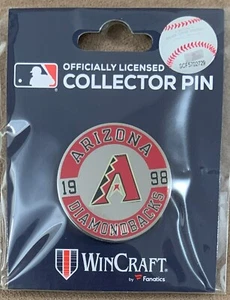 OFFICIALLY LICENSED
COLLECTOR PIN
ARIZONA
19 98
DIAMONDBACKS
WINCRAFT
by Fanatics